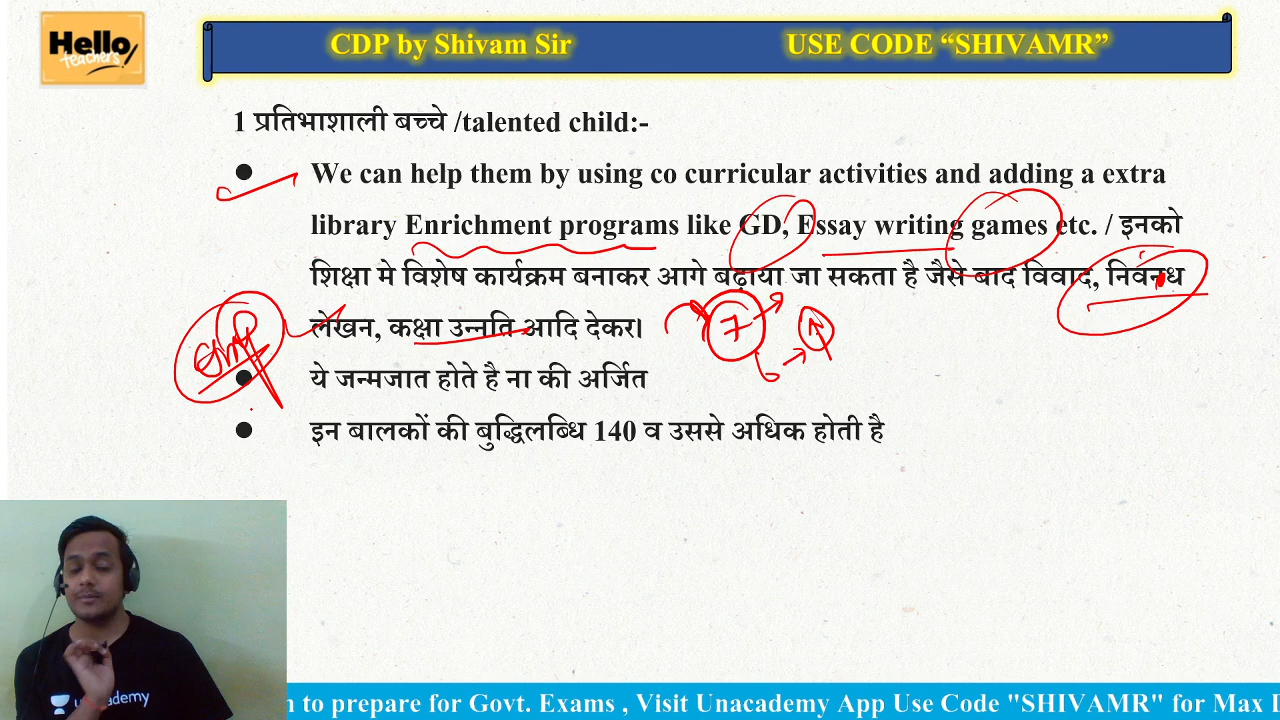 Hello
teachers!
CDP by Shivam Sir USE CODE “SHIVAMR”
1 प्रतिभाशाली बच्चे /talented child:-
● We can help them by using co curricular activities and adding a extra
library Enrichment programs like GD, Essay writing games etc. / इनको
शिक्षा मे विशेष कार्यक्रम बनाकर आगे बढ़ाया जा सकता है जैसे बाद विवाद, निवंनध
लेखन, कक्षा उन्नति आदि देकर।
7
6
● ये जन्मजात होते है ना की अर्जित
● इन बालकों की बुद्धिलब्धि 140 व उससे अधिक होती है
unacademy
n to prepare for Govt. Exams , Visit Unacademy App Use Code "SHIVAMR" for Max